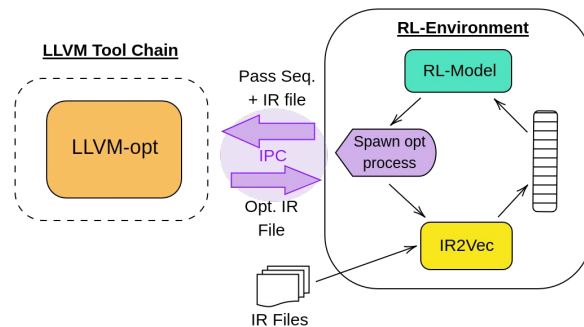 LLVM Tool Chain
LLVM-opt
Pass Seq.
+ IR file
IPC
Opt. IR
File
RL-Environment
RL-Model
Spawn opt
process
IR2Vec
IR Files